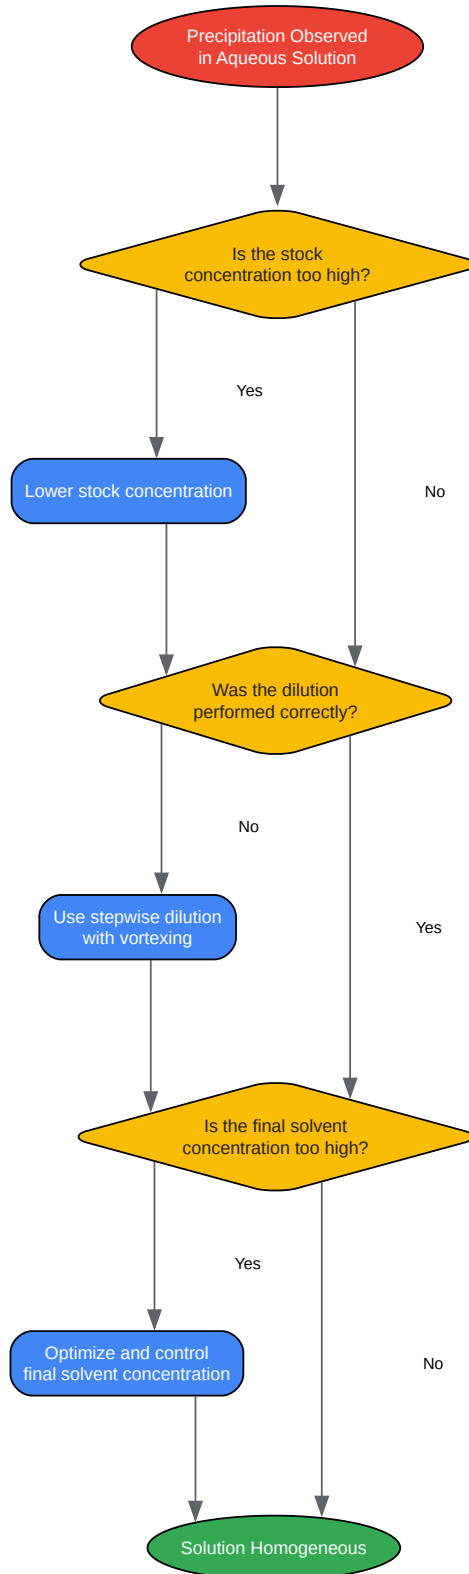 Precipitation Observed
in Aqueous Solution
Is the stock
concentration too high?
Yes
Lower stock concentration
No
Was the dilution
performed correctly?
No
Use stepwise dilution
with vortexing
Yes
Is the final solvent
concentration too high?
Yes
Optimize and control
final solvent concentration
No
Solution Homogeneous